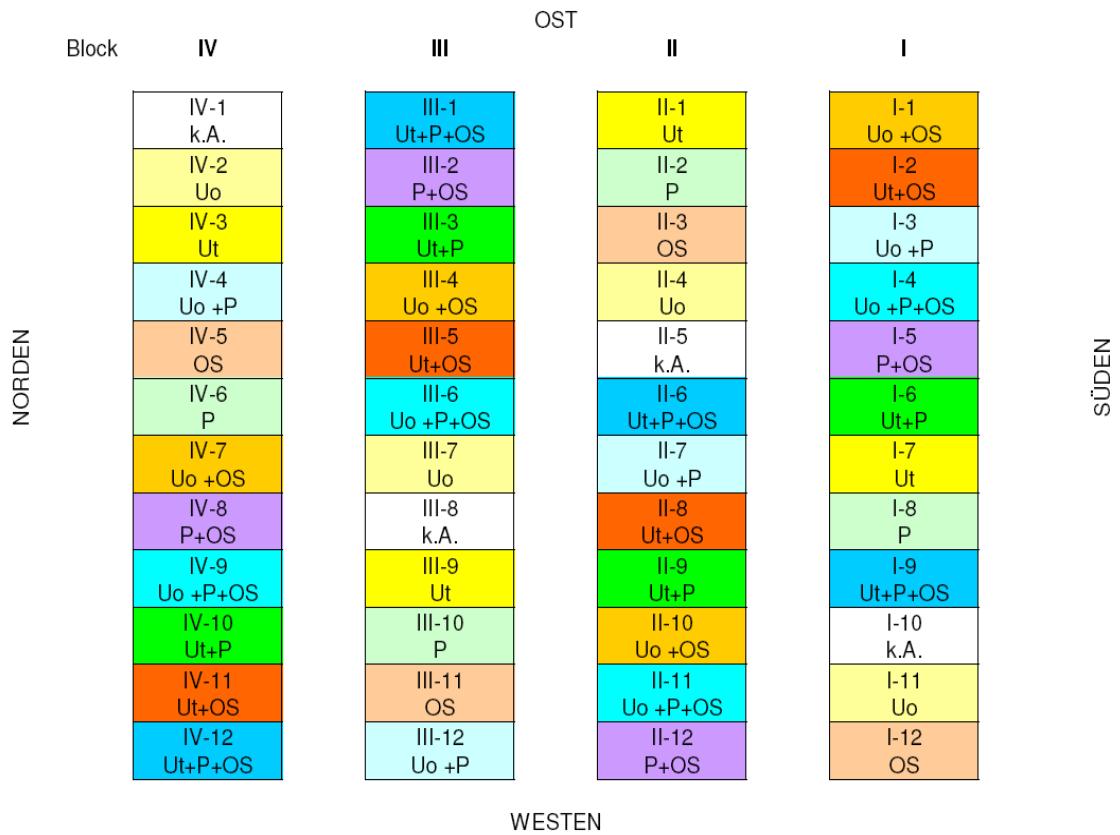 OST
Block IV III II I
IV-1 III-1 II-1 I-1
k.A. Ut+P+OS Ut Uo +OS
IV-2 III-2 II-2 I-2
Uo P+OS P Ut+OS
IV-3 III-3 II-3 I-3
Ut Ut+P OS Uo +P
IV-4 III-4 II-4 I-4
Uo +P Uo +OS Uo Uo +P+OS
IV-5 III-5 II-5 I-5
OS Ut+OS k.A. P+OS
IV-6 III-6 II-6 I-6
P Uo +P+OS Ut+P+OS Ut+P
IV-7 III-7 II-7 I-7
Uo +OS Uo Uo +P Ut
IV-8 III-8 II-8 I-8
P+OS k.A. Ut+OS P
IV-9 III-9 II-9 I-9
Uo +P+OS Ut Ut+P Ut+P+OS
IV-10 III-10 II-10 I-10
Ut+P P Uo +OS k.A.
IV-11 III-11 II-11 I-11
Ut+OS OS Uo +P+OS Uo
IV-12 III-12 II-12 I-12
Ut+P+OS Uo +P P+OS OS
NORDEN
SÜDEN
WESTEN